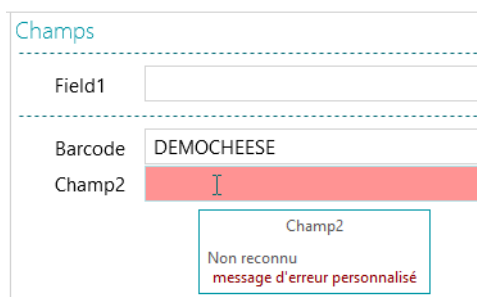 Champs
Field1
Barcode DEMOCHEESE
Champ2
Champ2
Non reconnu
message d'erreur personnalisé